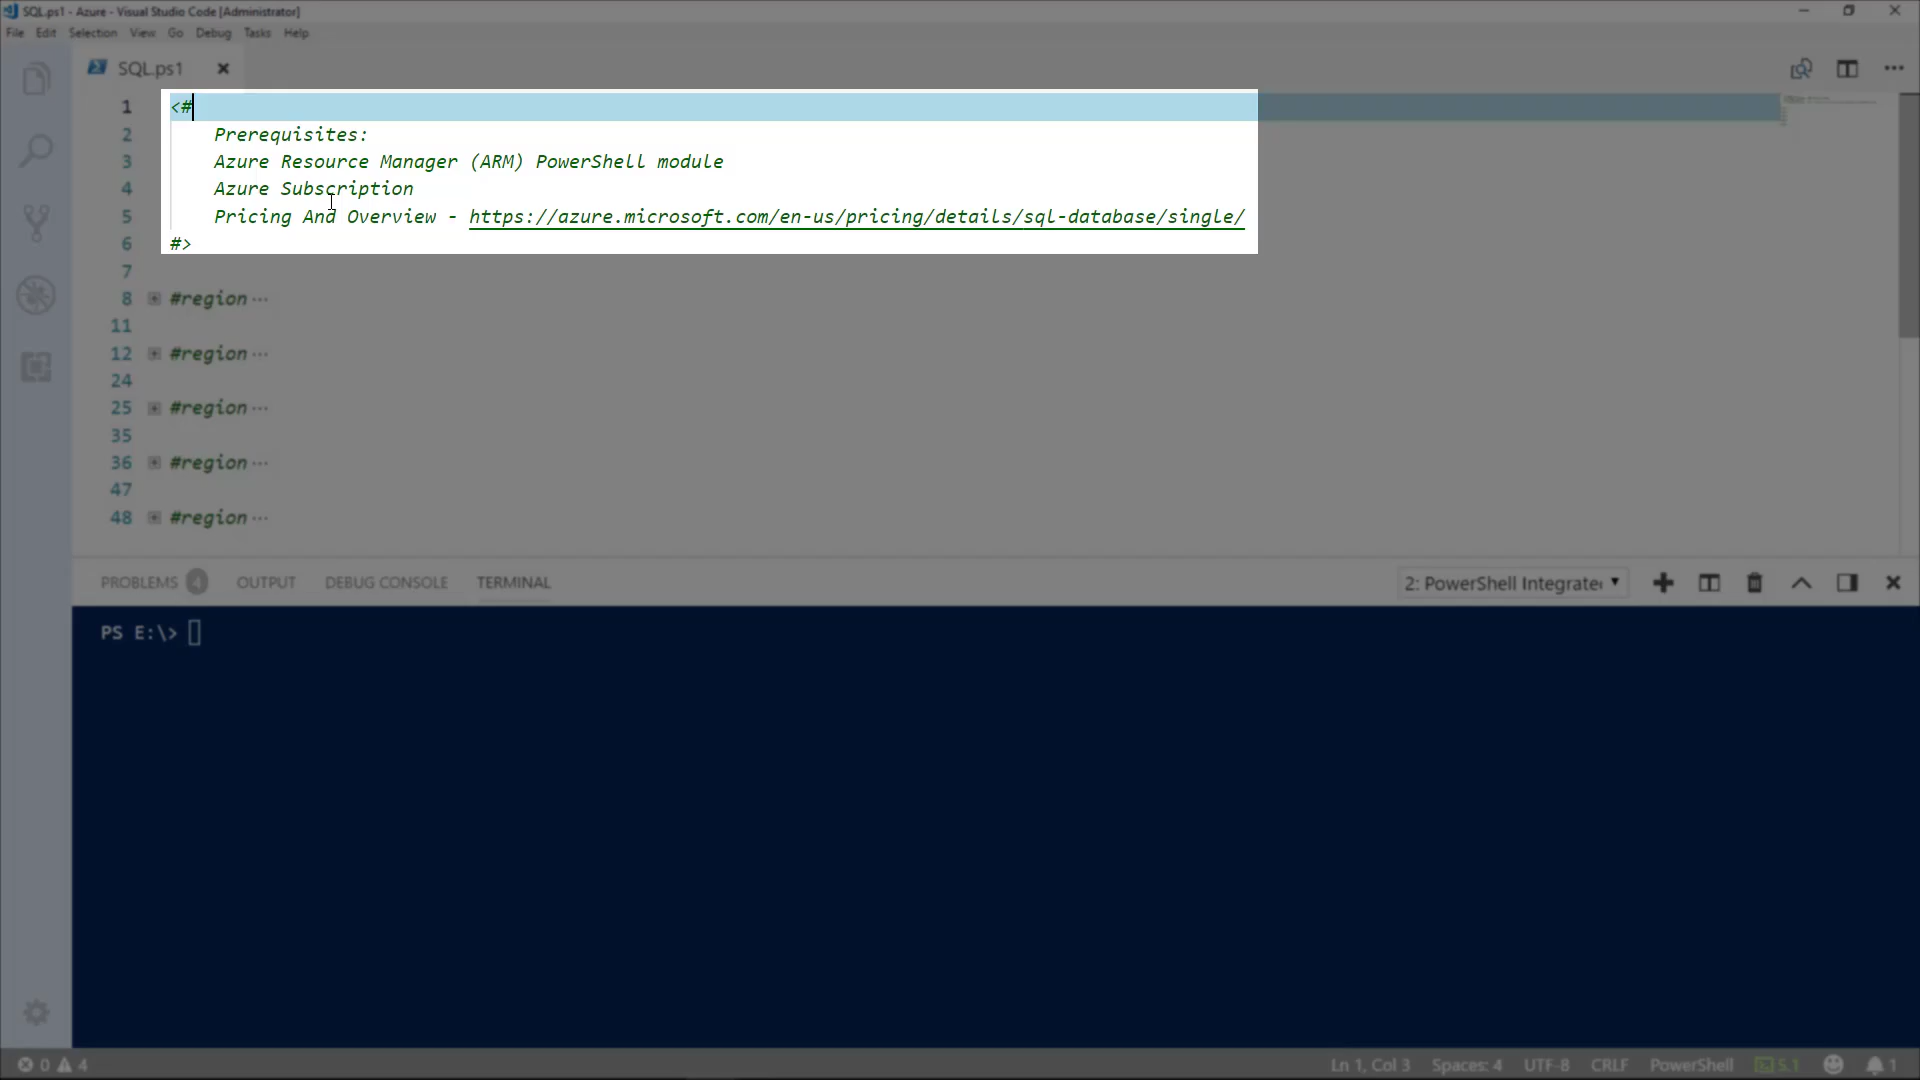 SQL.ps1 - Azure - Visual Studio Code [Administrator]
File Edit Selection View Go Debug Tasks Help
SQL.ps1
1 <#
2 Prerequisites:
3 Azure Resource Manager (ARM) PowerShell module
4 Azure Subscription
5 Pricing And Overview - https://azure.microsoft.com/en-us/pricing/details/sql-database/single/
6 #>
7
8 #region ...
11
12 #region ...
24
25 #region ...
35
36 #region ...
47
48 #region ...
PROBLEMS 4 OUTPUT DEBUG CONSOLE TERMINAL 2: PowerShell Integrate
PS E:\>
0 4 Ln 1, Col 3 Spaces: 4 UTF-8 CRLF PowerShell 5.1 1